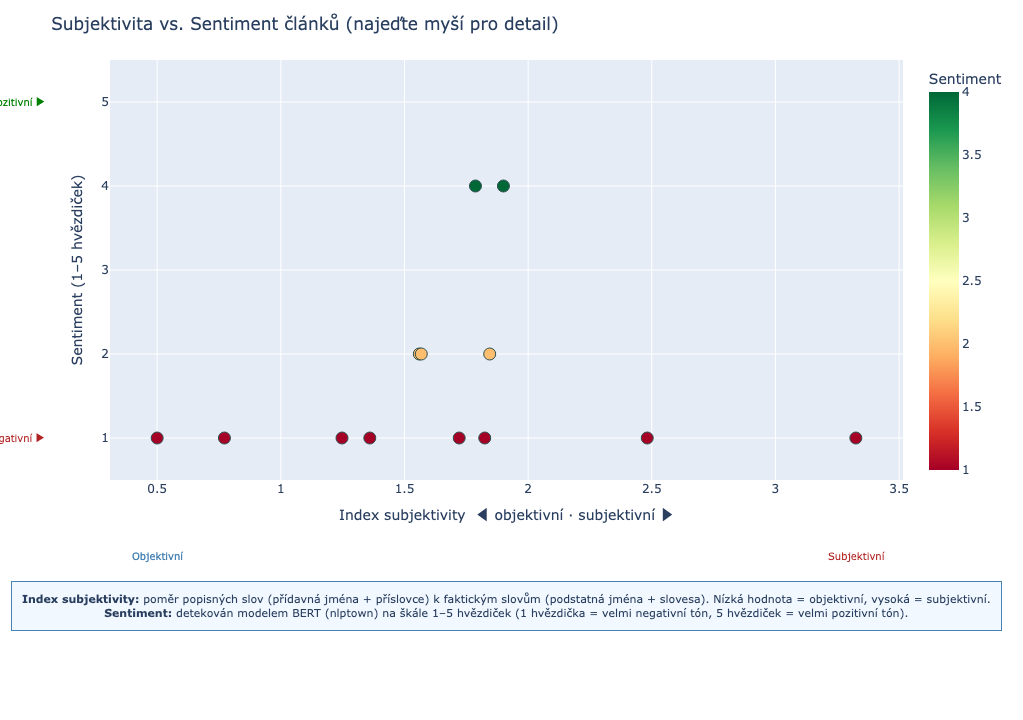 Subjektivita vs. Sentiment článků (najeďte myší pro detail)
Sentiment
ozitivní ►
5
4
3
2
1
Sentiment (1–5 hvězdiček)
gativní ►
4
3.5
3
2.5
2
1.5
1
0.5
1
1.5
2
2.5
3
3.5
Index subjektivity ◄ objektivní · subjektivní ►
Objektivní
Subjektivní
Index subjektivity: poměr popisných slov (přídavná jména + příslovce) k faktickým slovům (podstatná jména + slovesa). Nízká hodnota = objektivní, vysoká = subjektivní.
Sentiment: detekován modelem BERT (nlptown) na škále 1–5 hvězdiček (1 hvězdička = velmi negativní tón, 5 hvězdiček = velmi pozitivní tón).